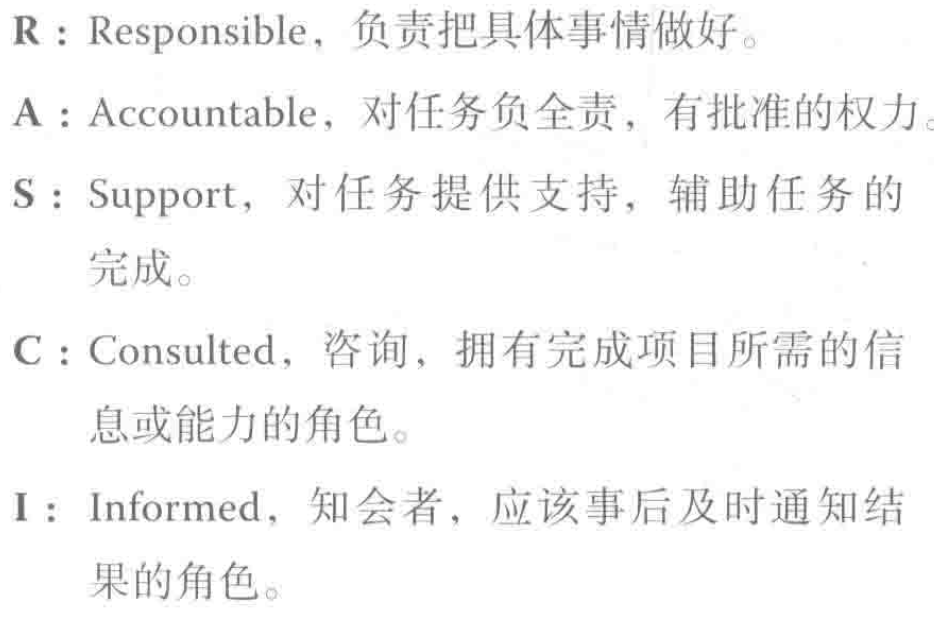 R：Responsible，负责把具体事情做好。
A：Accountable，对任务负全责，有批准的权力。
S：Support，对任务提供支持，辅助任务的
完成。
C：Consulted，咨询，拥有完成项目所需的信
息或能力的角色。
I：Informed，知会者，应该事后及时通知结
果的角色。